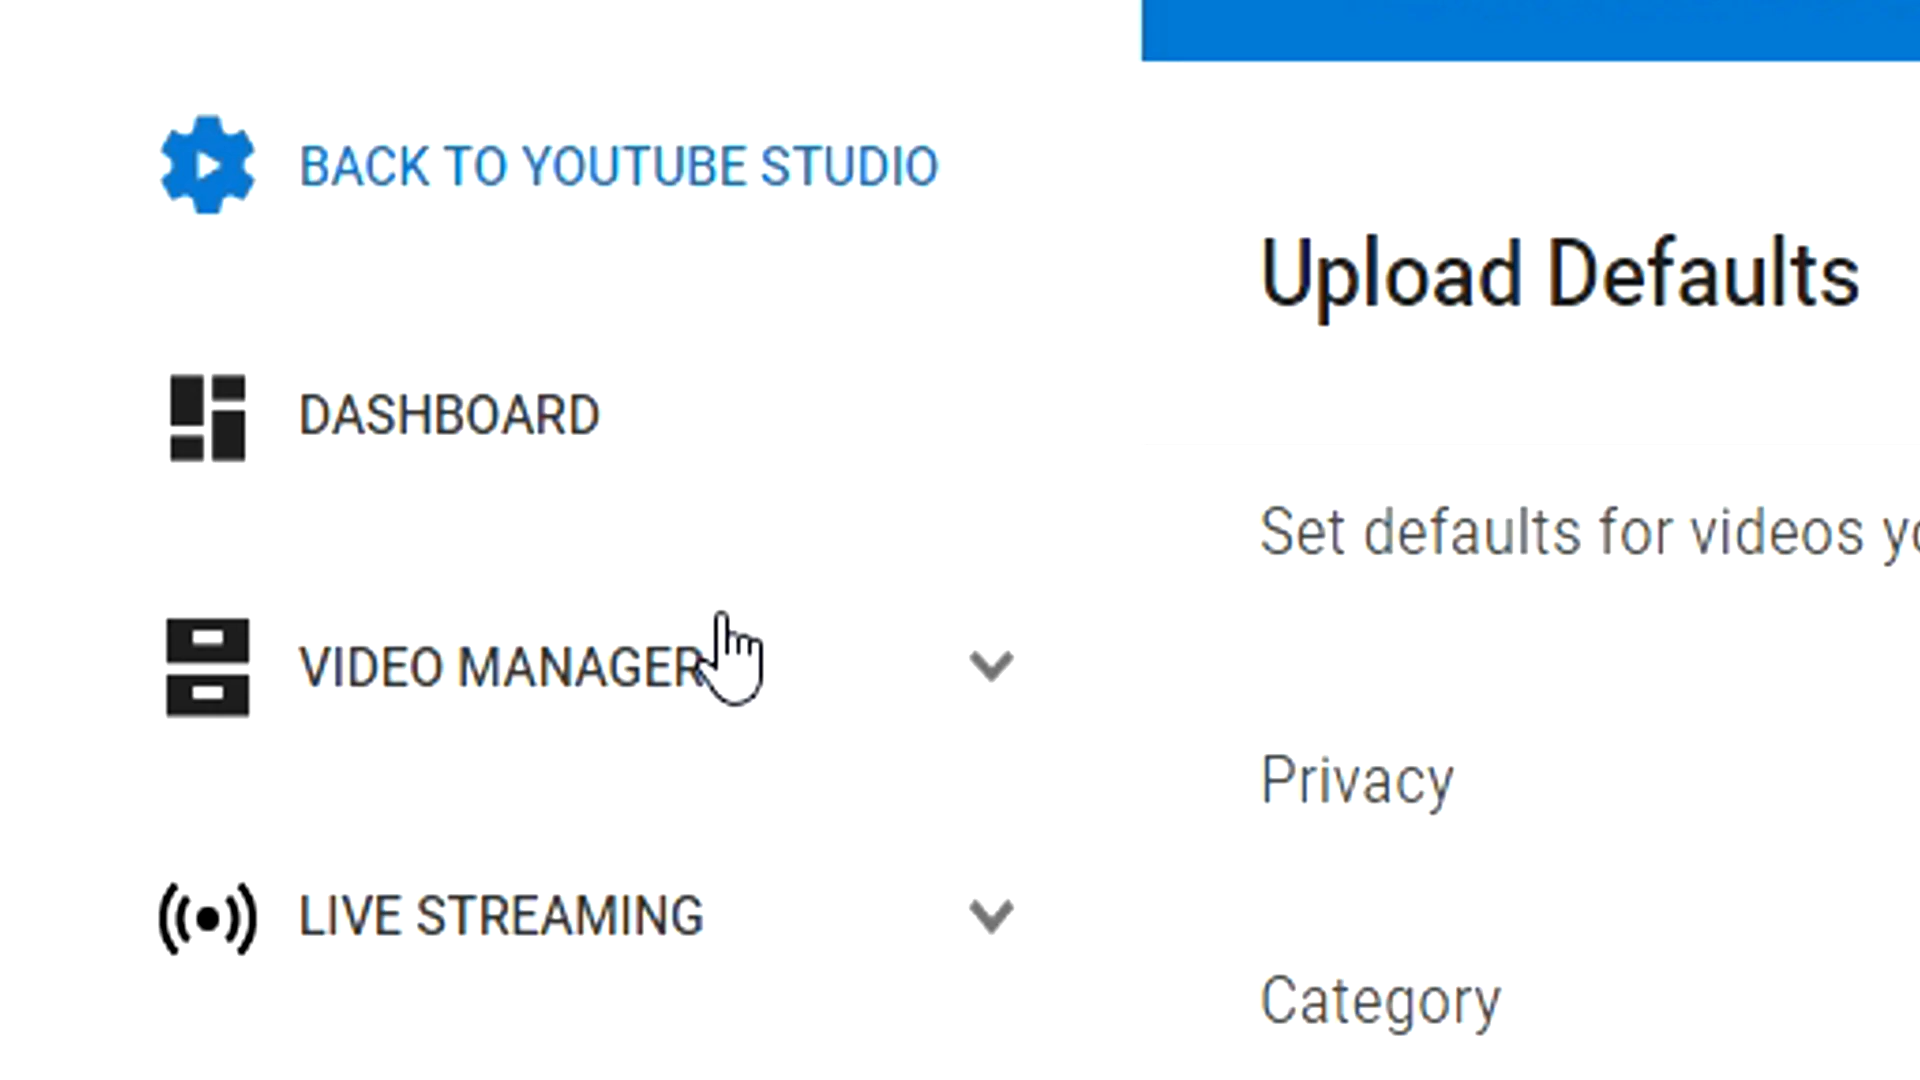 BACK TO YOUTUBE STUDIO
DASHBOARD
VIDEO MANAGER
LIVE STREAMING
Upload Defaults
Set defaults for videos
Privacy
Category